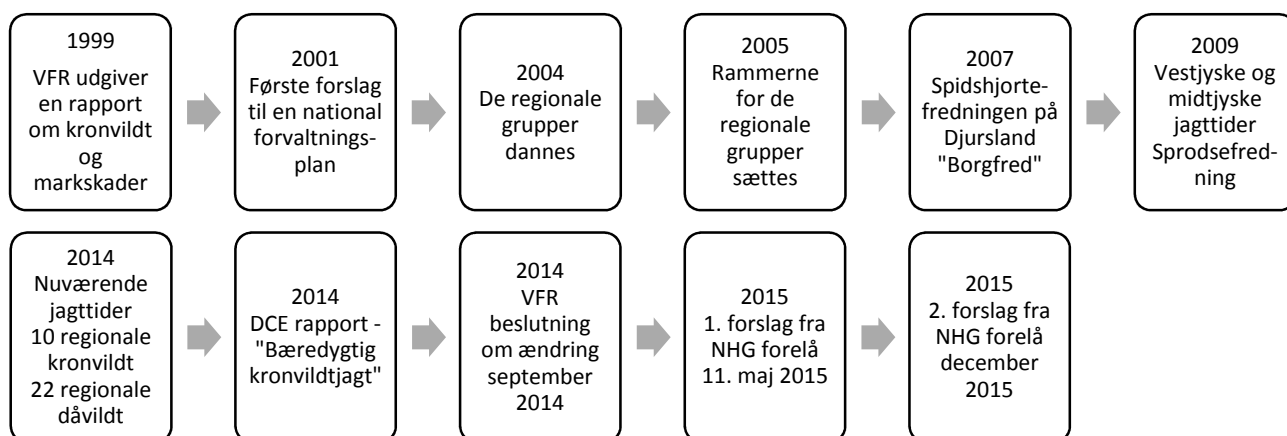 1999
VFR udgiver
en rapport
om kronvildt
og
markskader
2001
Første forslag
til en national
forvaltnings-
plan
2004
De regionale
grupper
dannes
2005
Rammerne
for de
regionale
grupper
sættes
2007
Spidshjorte-
fredningen på
Djursland
"Borgfred"
2009
Vestjyske og
midtjyske
jagttider
Sprodsefred-
ning
2014
Nuværende
jagttider
10 regionale
kronvildt
22 regionale
dåvildt
2014
DCE rapport -
"Bæredygtig
kronvildtjagt"
2014
VFR
beslutning
om ændring
september
2014
2015
1. forslag fra
NHG forelå
11. maj 2015
2015
2. forslag fra
NHG forelå
december
2015